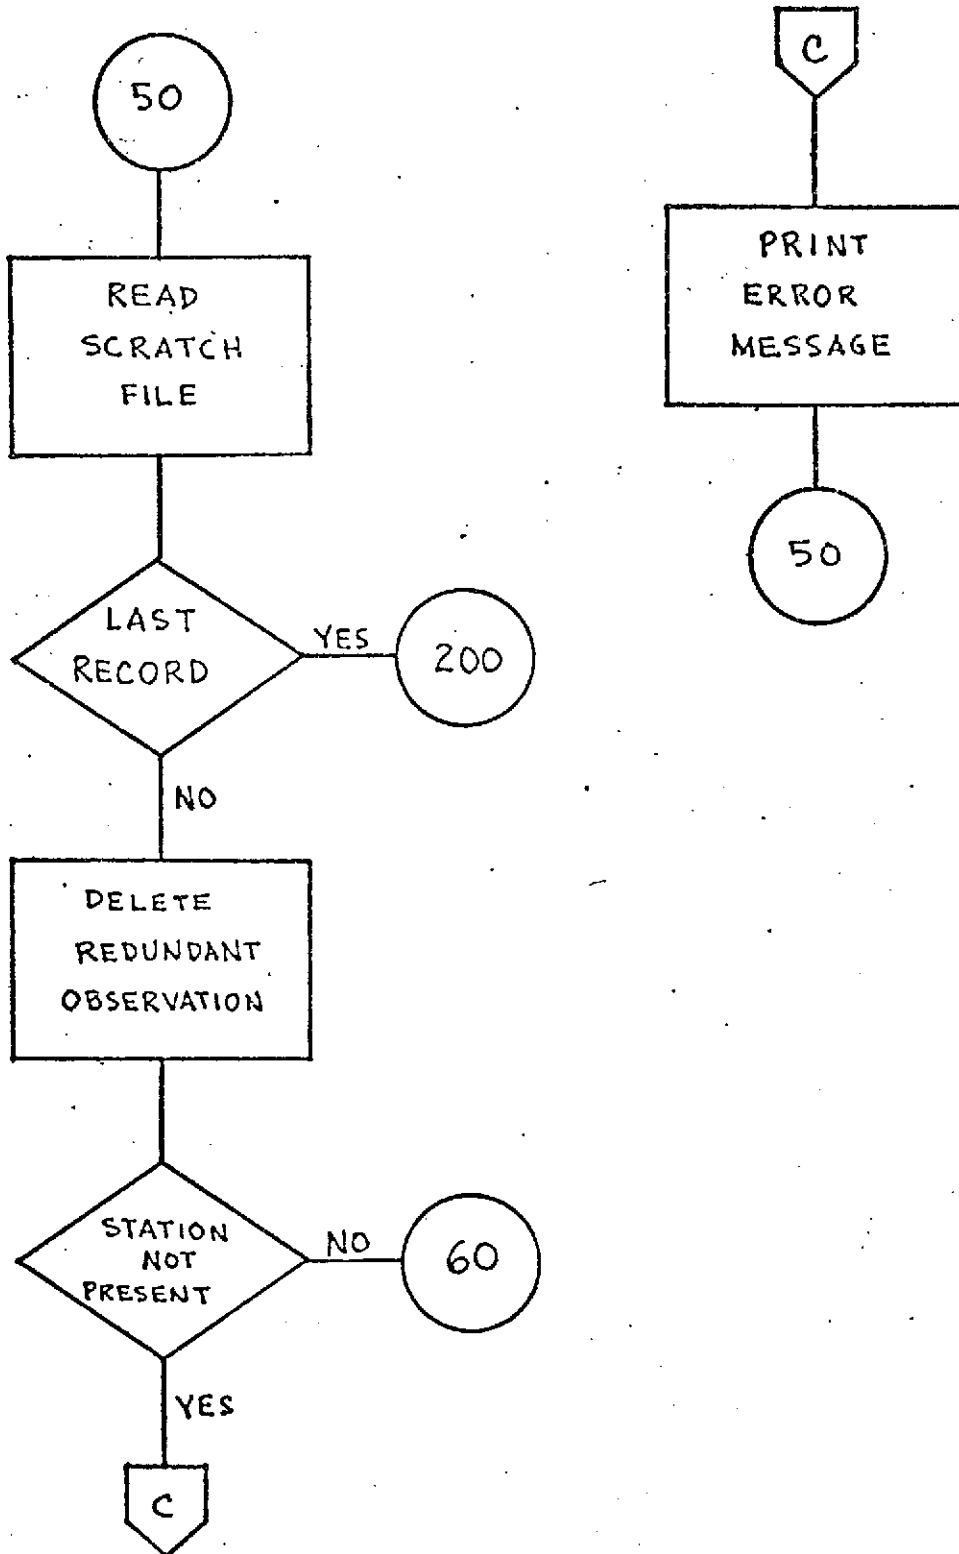 50
READ
SCRATCH
FILE
LAST
RECORD
YES
200
NO
DELETE
REDUNDANT
OBSERVATION
STATION
NOT
PRESENT
NO
60
YES
C
C
PRINT
ERROR
MESSAGE
50